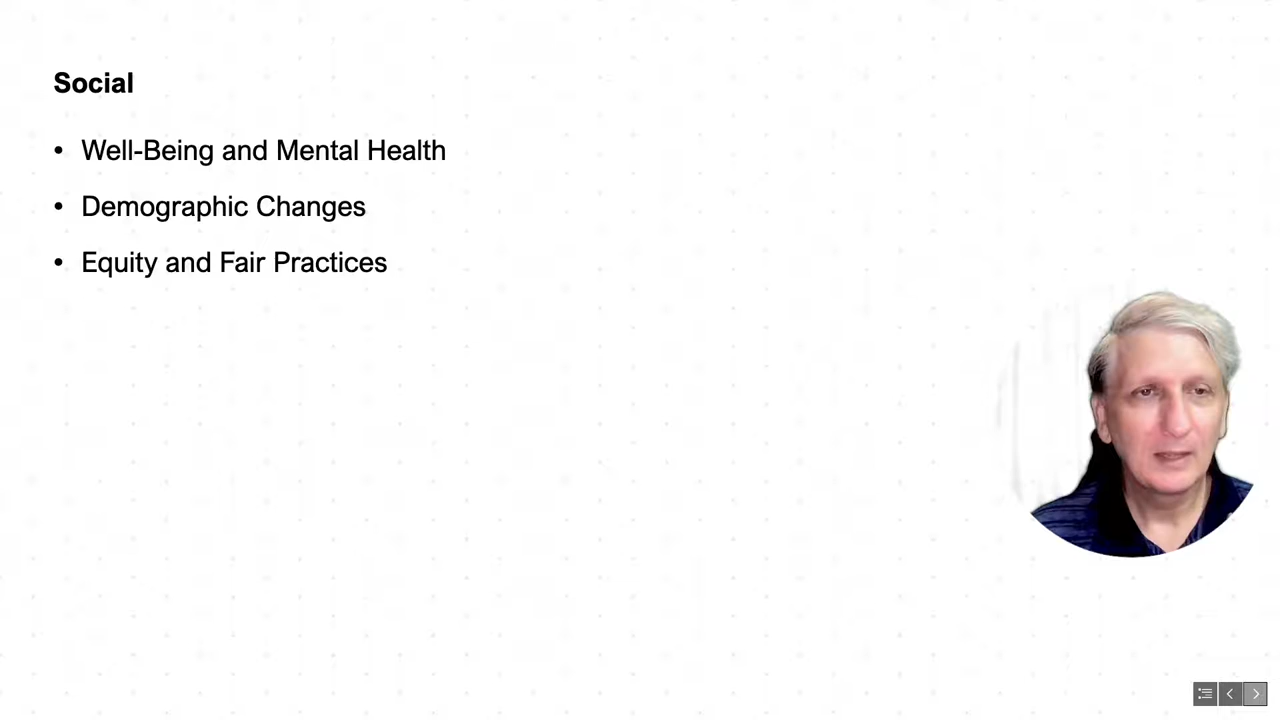 Social
• Well-Being and Mental Health
• Demographic Changes
• Equity and Fair Practices